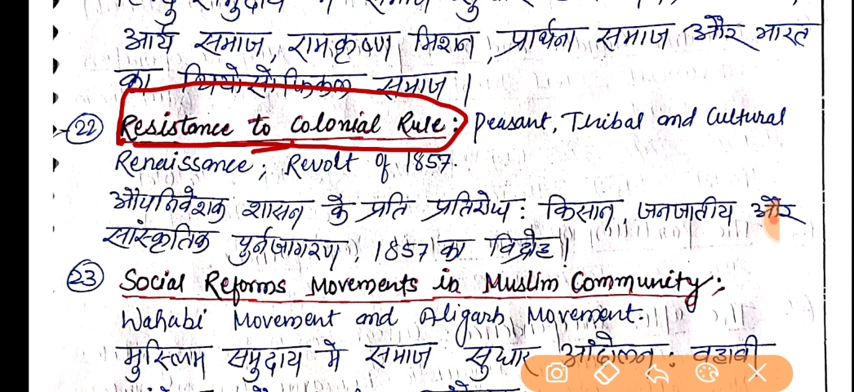 आर्य समाज, रामकृष्ण मिशन, प्रार्थना समाज और भारत
का थियोसोफिकल समाज।
(22) Resistance to Colonial Rule: Peasant, Tribal and Cultural
Renaissance; Revolt of 1857.
औपनिवेशक शासन के प्रति प्रतिरोध: किसान, जनजातीय और
सांस्कृतिक पुर्नजागरण, 1857 का विद्रोह।
(23) Social Reforms Movements in Muslim Community:
Wahabi Movement and Aligarh Movement.
मुस्लिम समुदाय में समाज सुधार आंदोलन: वहाबी